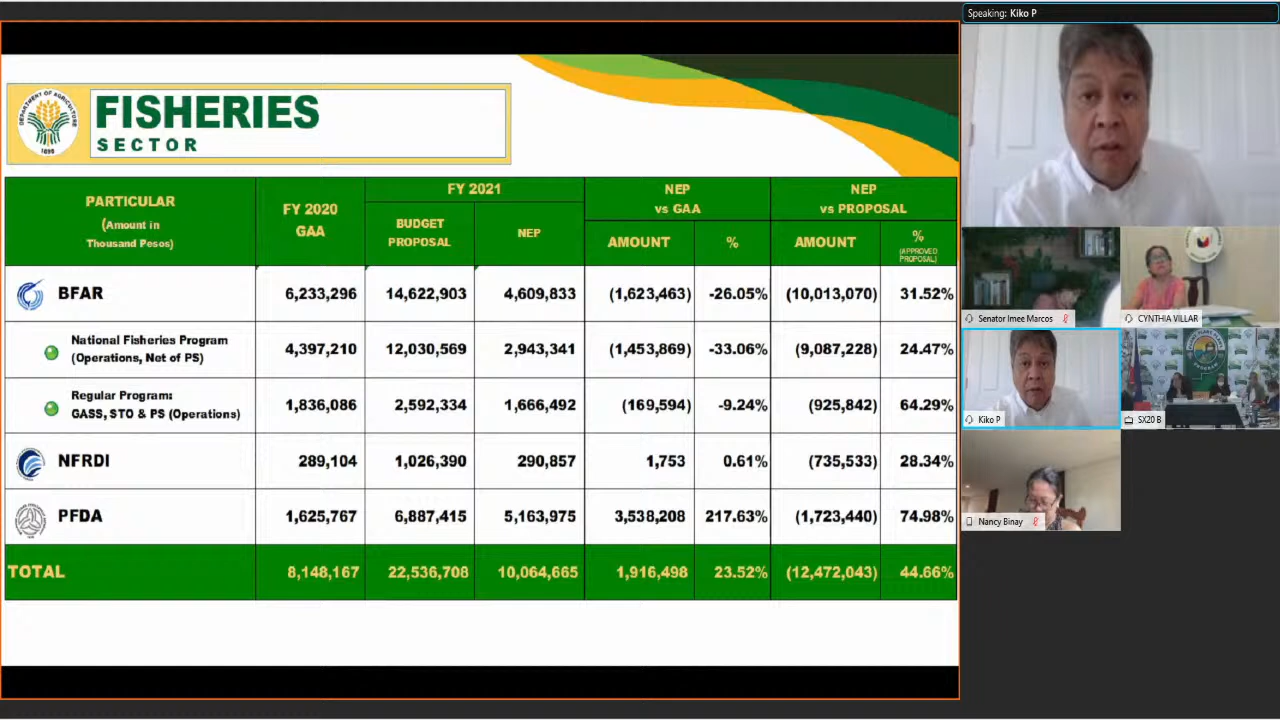 Speaking: Kiko P
DEPARTMENT OF AGRICULTURE
1898
FISHERIES
SECTOR
PARTICULAR
(Amount in
Thousand Pesos)
FY 2020
GAA
FY 2021
BUDGET
PROPOSAL
NEP
NEP
vs GAA
AMOUNT
%
NEP
vs PROPOSAL
AMOUNT
%
(APPROVED
PROPOSAL)
BFAR 6,233,296 14,622,903 4,609,833 (1,623,463) -26.05% (10,013,070) 31.52%
National Fisheries Program
(Operations, Net of PS) 4,397,210 12,030,569 2,943,341 (1,453,869) -33.06% (9,087,228) 24.47%
Regular Program:
GASS, STO & PS (Operations) 1,836,086 2,592,334 1,666,492 (169,594) -9.24% (925,842) 64.29%
NFRDI 289,104 1,026,390 290,857 1,753 0.61% (735,533) 28.34%
PFDA 1,625,767 6,887,415 5,163,975 3,538,208 217.63% (1,723,440) 74.98%
TOTAL 8,148,167 22,536,708 10,064,665 1,916,498 23.52% (12,472,043) 44.66%
Senator Imee Marcos
CYNTHIA VILLAR
Kiko P
SX20 B
Nancy Binay